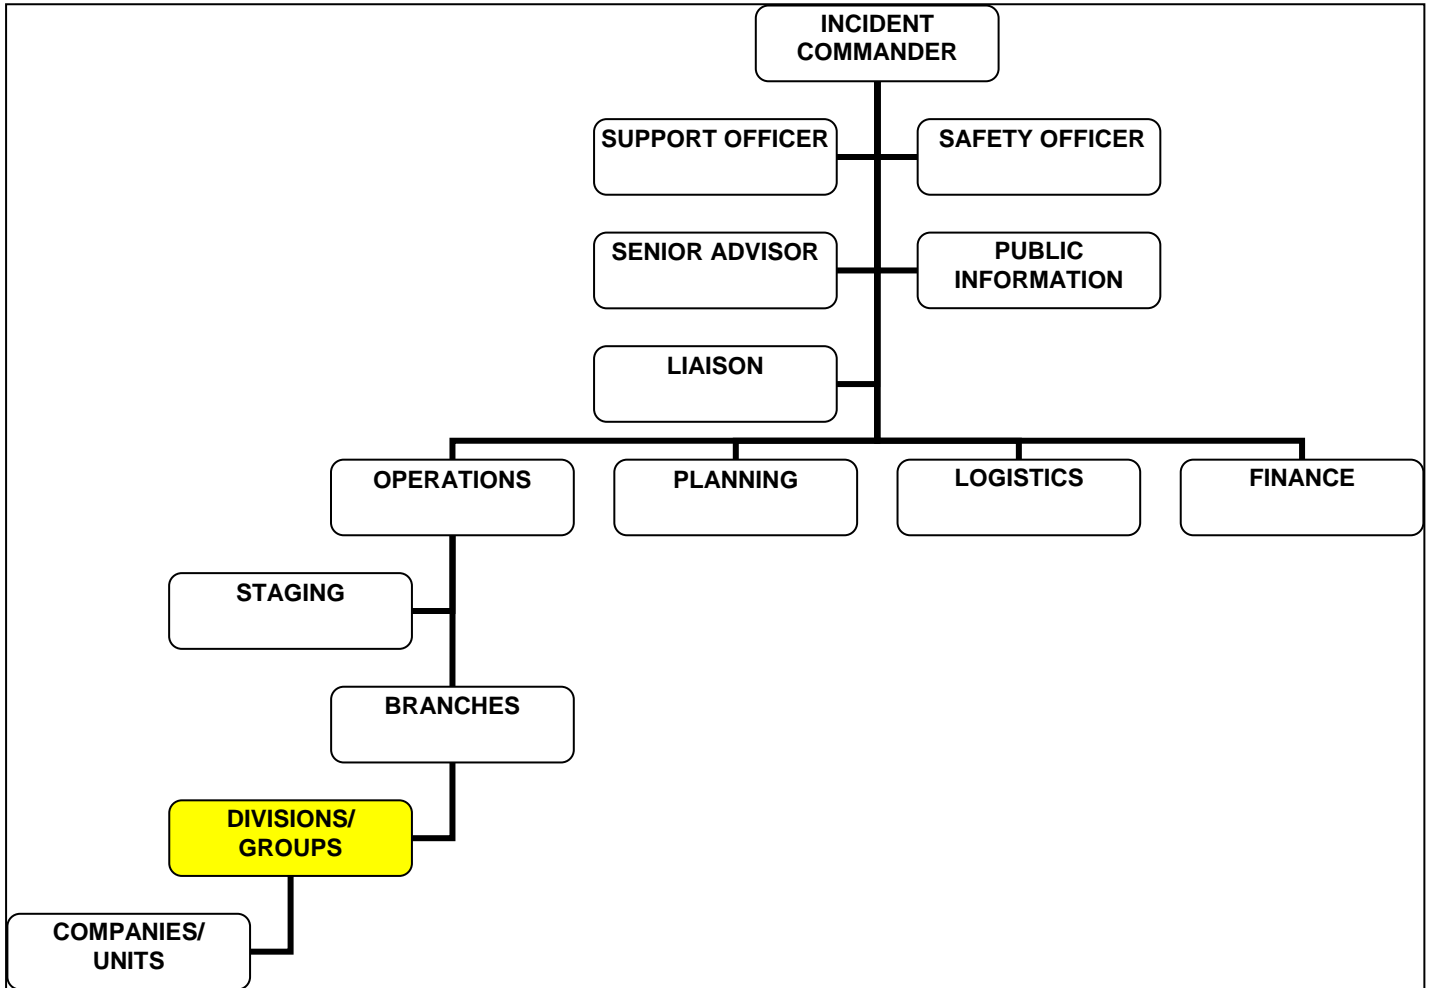 INCIDENT
COMMANDER
SUPPORT OFFICER
SAFETY OFFICER
SENIOR ADVISOR
PUBLIC
INFORMATION
LIAISON
OPERATIONS
PLANNING
LOGISTICS
FINANCE
STAGING
BRANCHES
DIVISIONS/
GROUPS
COMPANIES/
UNITS